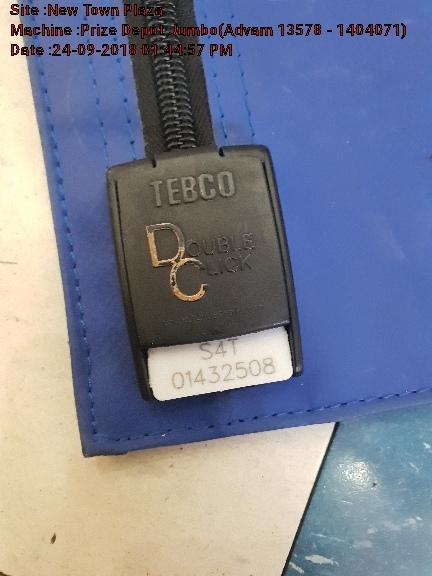 Site :New Town Plaza
Machine :Prize Depot Jumbo(Advam 13578 - 1404071)
Date :24-09-2018 01:44:57 PM
TEBCO
DOUBLE
CLICK
S4T
01432508